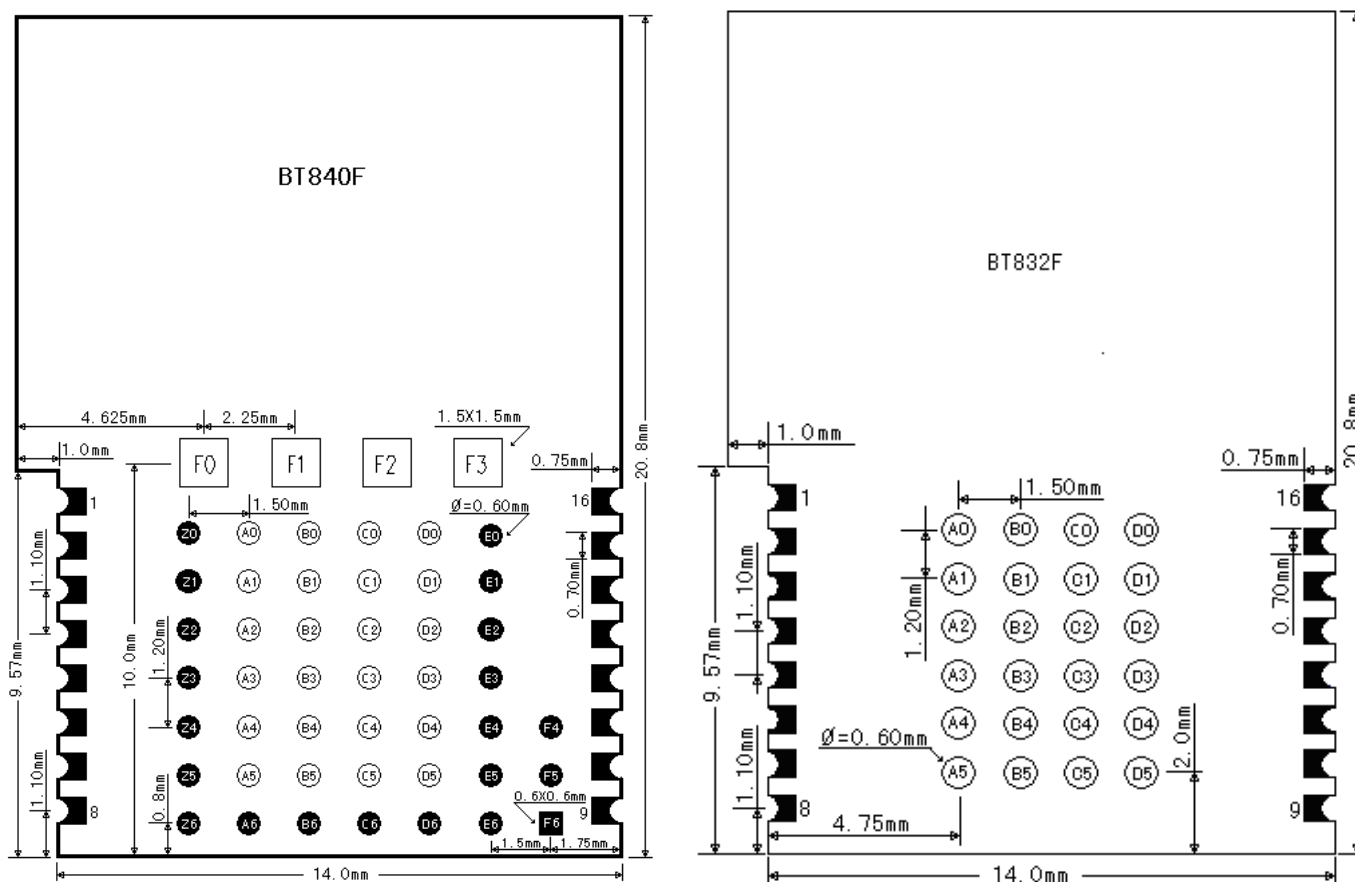 BT840F
4.625mm
2.25mm
1.5X1.5mm
1.0mm
F0 F1 F2 F3
0.75mm
20.8mm
1 16
1.50mm
Ø=0.60mm
Z0 A0 B0 C0 D0 E0
1.10mm
0.70mm
Z1 A1 B1 C1 D1 E1
Z2 A2 B2 C2 D2 E2
1.20mm
10.0mm
9.57mm
Z3 A3 B3 C3 D3 E3
Z4 A4 B4 C4 D4 E4 F4
Z5 A5 B5 C5 D5 E5 F5
1.10mm
0.8mm
0.6X0.6mm
8 9
Z6 A6 B6 C6 D6 E6 F6
1.5mm
1.75mm
14.0mm
BT832F
20.8mm
1.0mm
0.75mm
1 16
1.50mm
A0 B0 C0 D0
A1 B1 C1 D1
1.10mm
1.20mm
0.70mm
A2 B2 C2 D2
9.57mm
A3 B3 C3 D3
A4 B4 C4 D4
Ø=0.60mm
2.0mm
A5 B5 C5 D5
1.10mm
8 9
4.75mm
14.0mm